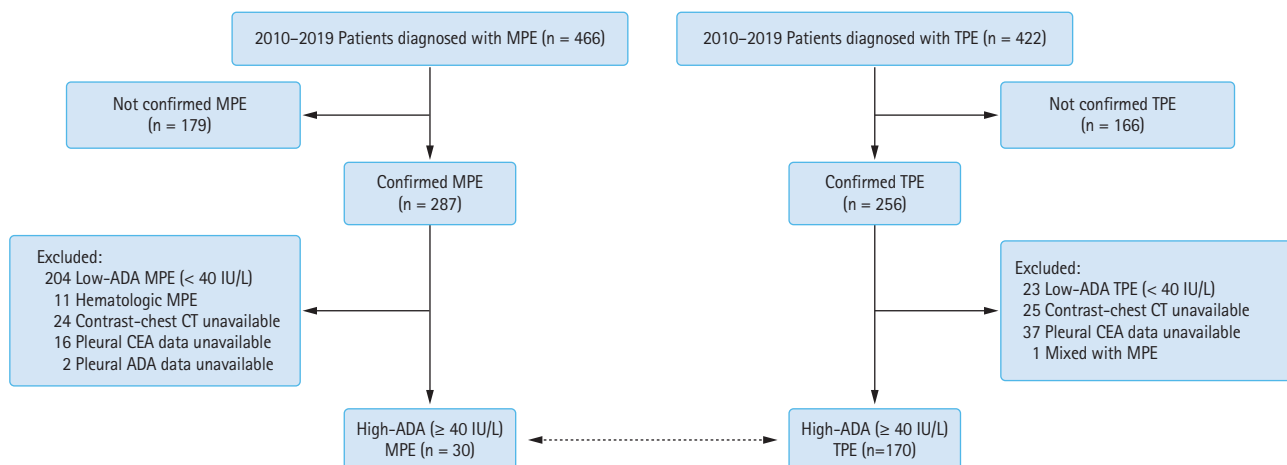 2010–2019 Patients diagnosed with MPE (n = 466)
Not confirmed MPE
(n = 179)
Confirmed MPE
(n = 287)
Excluded:
204 Low-ADA MPE (< 40 IU/L)
11 Hematologic MPE
24 Contrast-chest CT unavailable
16 Pleural CEA data unavailable
2 Pleural ADA data unavailable
High-ADA (≥ 40 IU/L)
MPE (n = 30)
2010–2019 Patients diagnosed with TPE (n = 422)
Not confirmed TPE
(n = 166)
Confirmed TPE
(n = 256)
Excluded:
23 Low-ADA TPE (< 40 IU/L)
25 Contrast-chest CT unavailable
37 Pleural CEA data unavailable
1 Mixed with MPE
High-ADA (≥ 40 IU/L)
TPE (n=170)